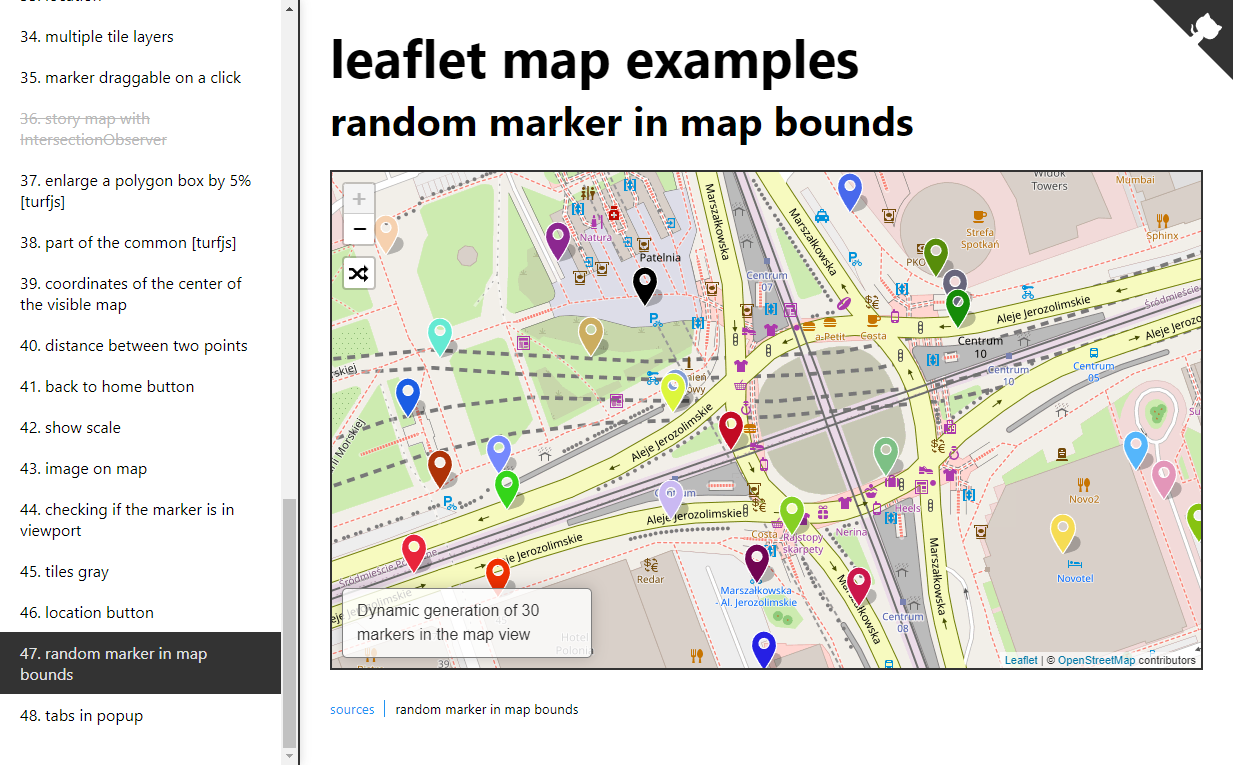 34. multiple tile layers
35. marker draggable on a click
36. story map with
IntersectionObserver
37. enlarge a polygon box by 5%
[turfjs]
38. part of the common [turfjs]
39. coordinates of the center of
the visible map
40. distance between two points
41. back to home button
42. show scale
43. image on map
44. checking if the marker is in
viewport
45. tiles gray
46. location button
47. random marker in map
bounds
48. tabs in popup
leaflet map examples
random marker in map bounds
+
−
Widok
Towers
Mumbai
Sphinx
Strefa
Spotkań
Natura
Patelnia
Marszałkowska
Marszałkowska
Centrum
07
PKO
Aleje Jerozolimskie
Śródmieście
Aleje Jerozo
Centrum
10
Centrum
10
Centrum
05
a-Petit
Costa
Aleje Jerozolimskie
Novo2
Heels
Aleje Jerozolimskie
Costa
Rajstopy
skarpety
Nerina
Aleje Jerozolimskie
Redar
Marszałkowska-
- Al. Jerozolimskie
Marszałkowska
Marszałkowska
Novotel
Centrum
08
Dynamic generation of 30
markers in the map view
Hotel
Polonia
39
Leaflet | © OpenStreetMap contributors
sources
random marker in map bounds